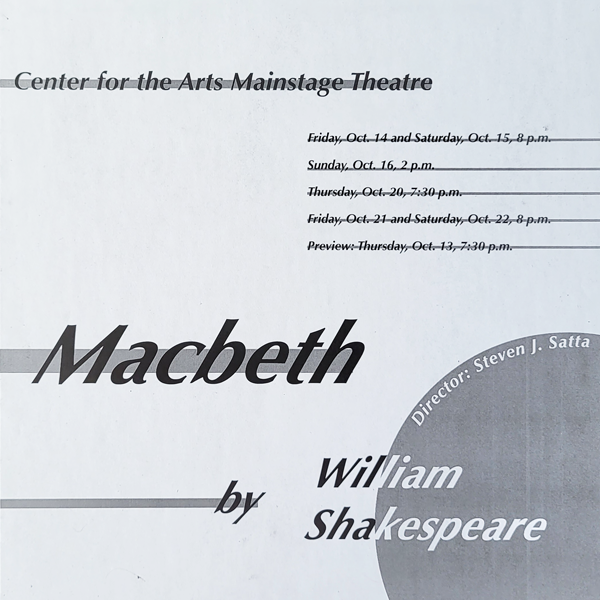 Center for the Arts Mainstage Theatre
Friday, Oct. 14 and Saturday, Oct. 15, 8 p.m.
Sunday, Oct. 16, 2 p.m.
Thursday, Oct. 20, 7:30 p.m.
Friday, Oct. 21 and Saturday, Oct. 22, 8 p.m.
Preview: Thursday, Oct. 13, 7:30 p.m.
Macbeth
Director: Steven J. Satta
by
William
Shakespeare